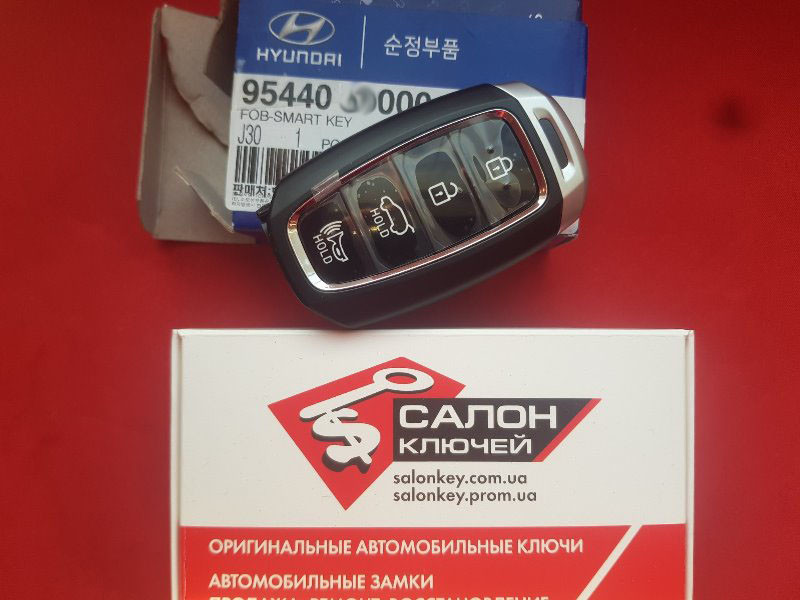 HYUNDAI
순정부품
95440
000
FOB-SMART KEY
J30 1
HOLD
HOLD
САЛОН
КЛЮЧЕЙ
salonkey.com.ua
salonkey.prom.ua
ОРИГИНАЛЬНЫЕ АВТОМОБИЛЬНЫЕ КЛЮЧИ
АВТОМОБИЛЬНЫЕ ЗАМКИ